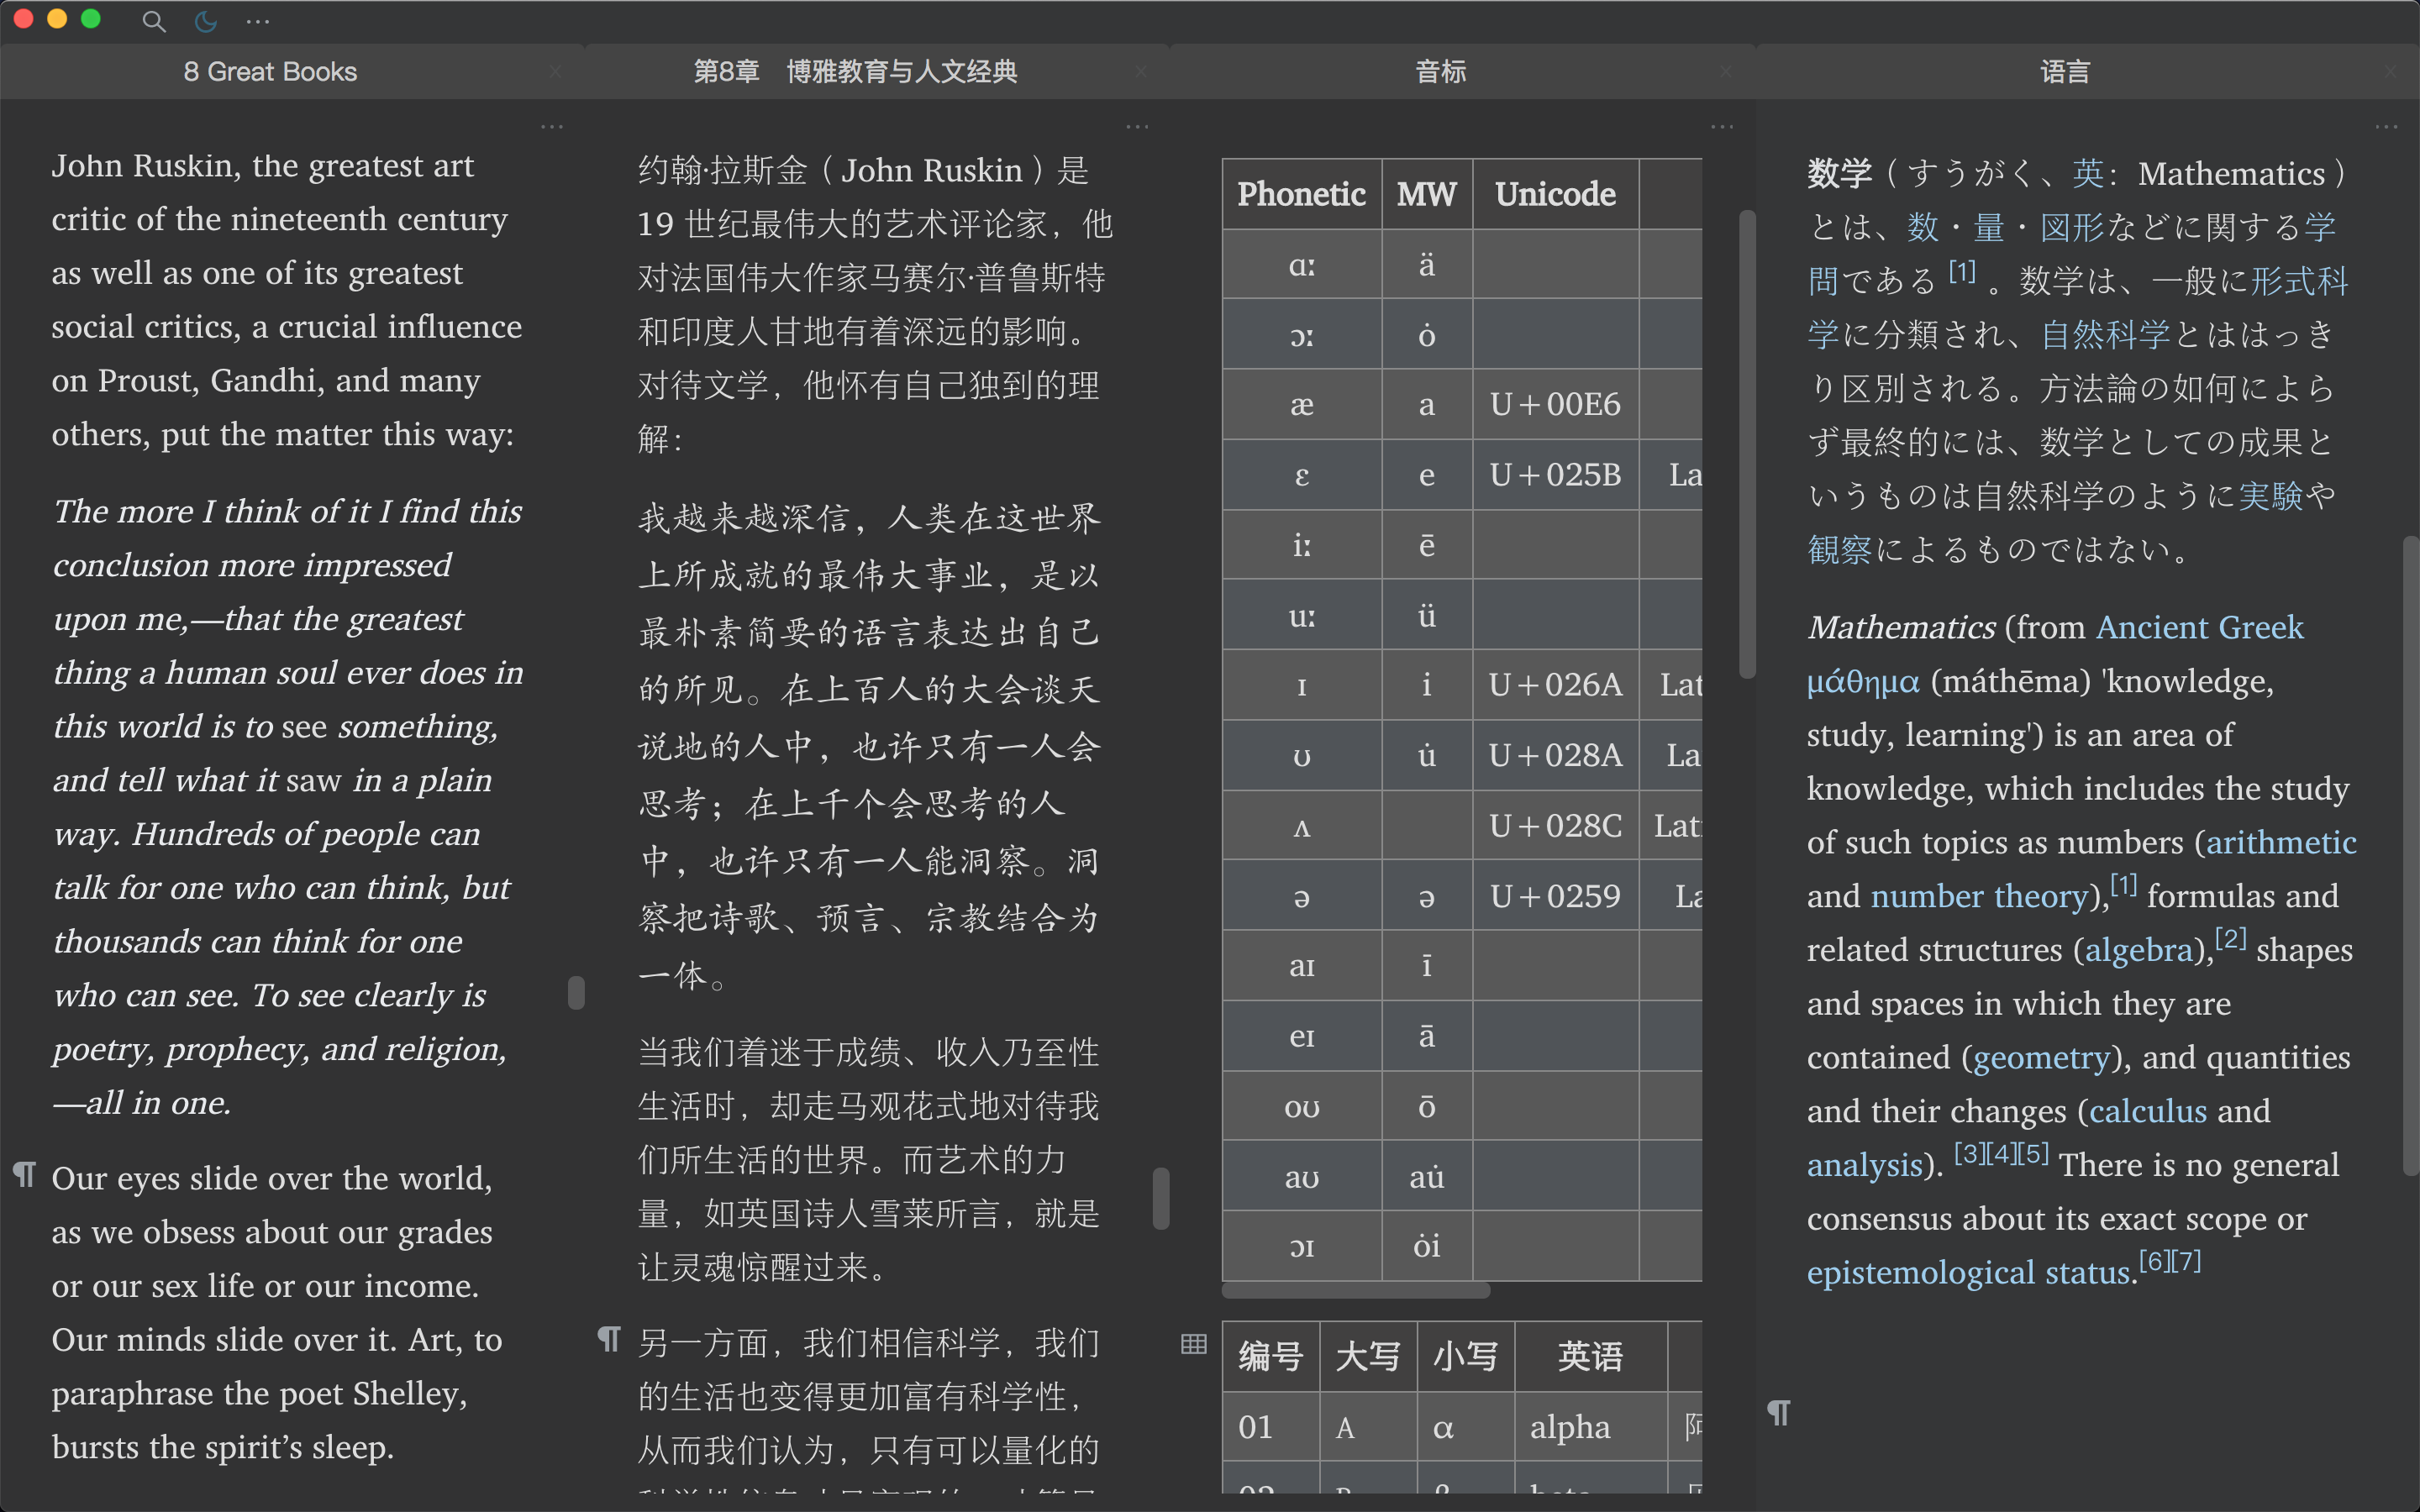 8 Great Books
第8章 博雅教育与人文经典
音标
语言
John Ruskin, the greatest art
critic of the nineteenth century
as well as one of its greatest
social critics, a crucial influence
on Proust, Gandhi, and many
others, put the matter this way:
The more I think of it I find this
conclusion more impressed
upon me,—that the greatest
thing a human soul ever does in
this world is to see something,
and tell what it saw in a plain
way. Hundreds of people can
talk for one who can think, but
thousands can think for one
who can see. To see clearly is
poetry, prophecy, and religion,
—all in one.
Our eyes slide over the world,
as we obsess about our grades
or our sex life or our income.
Our minds slide over it. Art, to
paraphrase the poet Shelley,
bursts the spirit’s sleep.
约翰·拉斯金（John Ruskin）是
19 世纪最伟大的艺术评论家，他
对法国伟大作家马赛尔·普鲁斯特
和印度人甘地有着深远的影响。
对待文学，他怀有自己独到的理
解：
我越来越深信，人类在这世界
上所成就的最伟大事业，是以
最朴素简要的语言表达出自己
的所见。在上百人的大会谈天
说地的人中，也许只有一人会
思考；在上千个会思考的人
中，也许只有一人能洞察。洞
察把诗歌、预言、宗教结合为
一体。
当我们着迷于成绩、收入乃至性
生活时，却走马观花式地对待我
们所生活的世界。而艺术的力
量，如英国诗人雪莱所言，就是
让灵魂惊醒过来。
另一方面，我们相信科学，我们
的生活也变得更加富有科学性，
从而我们认为，只有可以量化的
Phonetic MW Unicode
ɑː ä
ɔː ȯ
æ a U+00E6
ɛ e U+025B La
iː ē
uː ü
ɪ i U+026A Lat
ʊ u̇ U+028A La
ʌ U+028C Lat
ə ə U+0259 La
aɪ ī
eɪ ā
oʊ ō
aʊ au̇
ɔɪ ȯi
编号 大写 小写 英语
01 Α α alpha 阿
数学（すうがく、英：Mathematics）
とは、数・量・図形などに関する学
問である [1] 。数学は、一般に形式科
学に分類され、自然科学とははっき
り区別される。方法論の如何によら
ず最終的には、数学としての成果と
いうものは自然科学のように実験や
観察によるものではない。
Mathematics (from Ancient Greek
μάθημα (máthēma) 'knowledge,
study, learning') is an area of
knowledge, which includes the study
of such topics as numbers (arithmetic
and number theory),[1] formulas and
related structures (algebra),[2] shapes
and spaces in which they are
contained (geometry), and quantities
and their changes (calculus and
analysis). [3][4][5] There is no general
consensus about its exact scope or
epistemological status.[6][7]